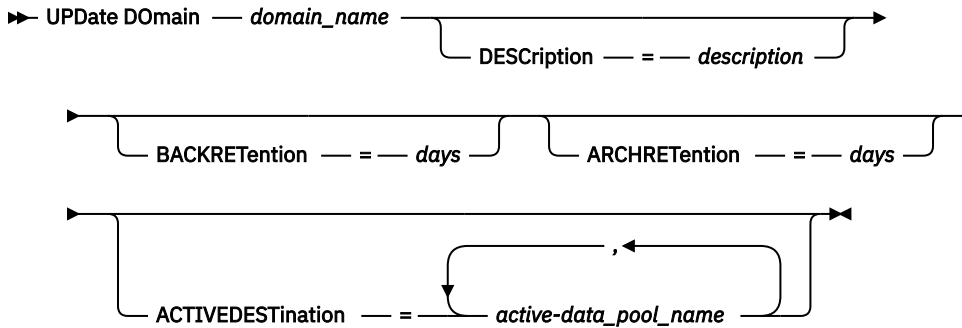 UPDate DOmain domain_name
DESCription = description
BACKRETention = days ARCHRETention = days
,
ACTIVEDESTination = active-data_pool_name